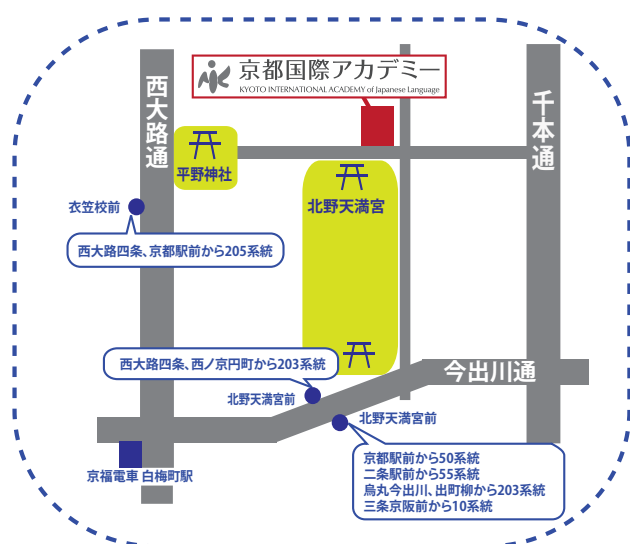 京都国際アカデミー
KYOTO INTERNATIONAL ACADEMY of Japanese Language
西大路通
千本通
平野神社
北野天満宮
衣笠校前
西大路四条、京都駅前から205系統
西大路四条、西ノ京円町から203系統
今出川通
北野天満宮前
北野天満宮前
京都駅前から50系統
二条駅前から55系統
烏丸今出川、出町柳から203系統
三条京阪前から10系統
京福電車 白梅町駅